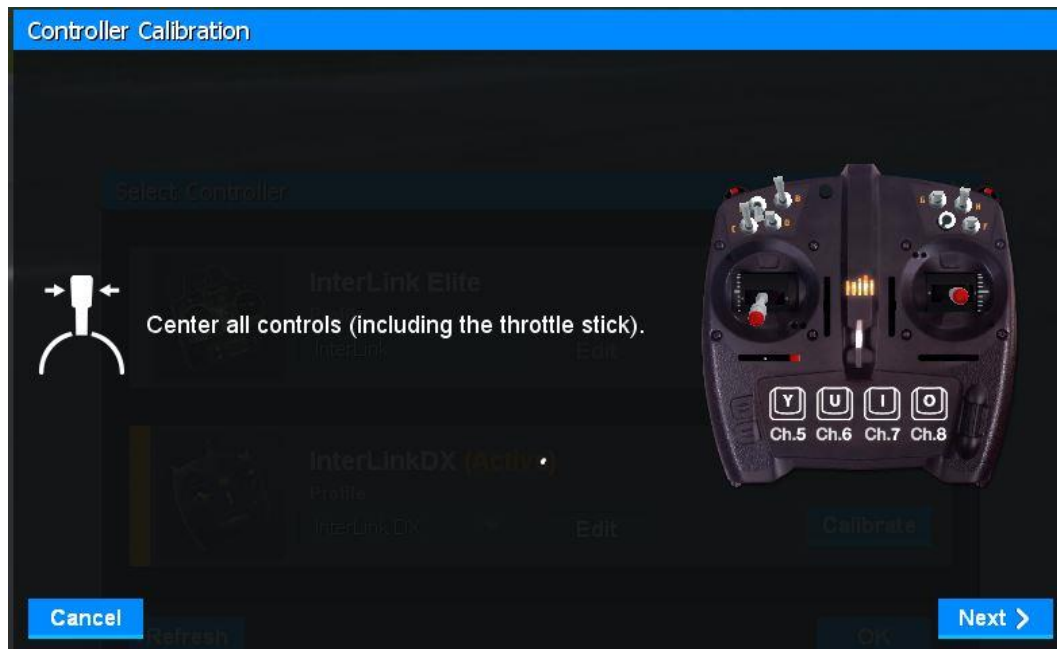 Controller Calibration
Select Controller
InterLink Elite
Center all controls (including the throttle stick).
InterLink
Edit
InterLinkDX (Active)
Profile
InterLink DX
Edit
Calibrate
C
B
D
G
H
F
Y U I O
Ch.5 Ch.6 Ch.7 Ch.8
Cancel
Refresh
OK
Next >